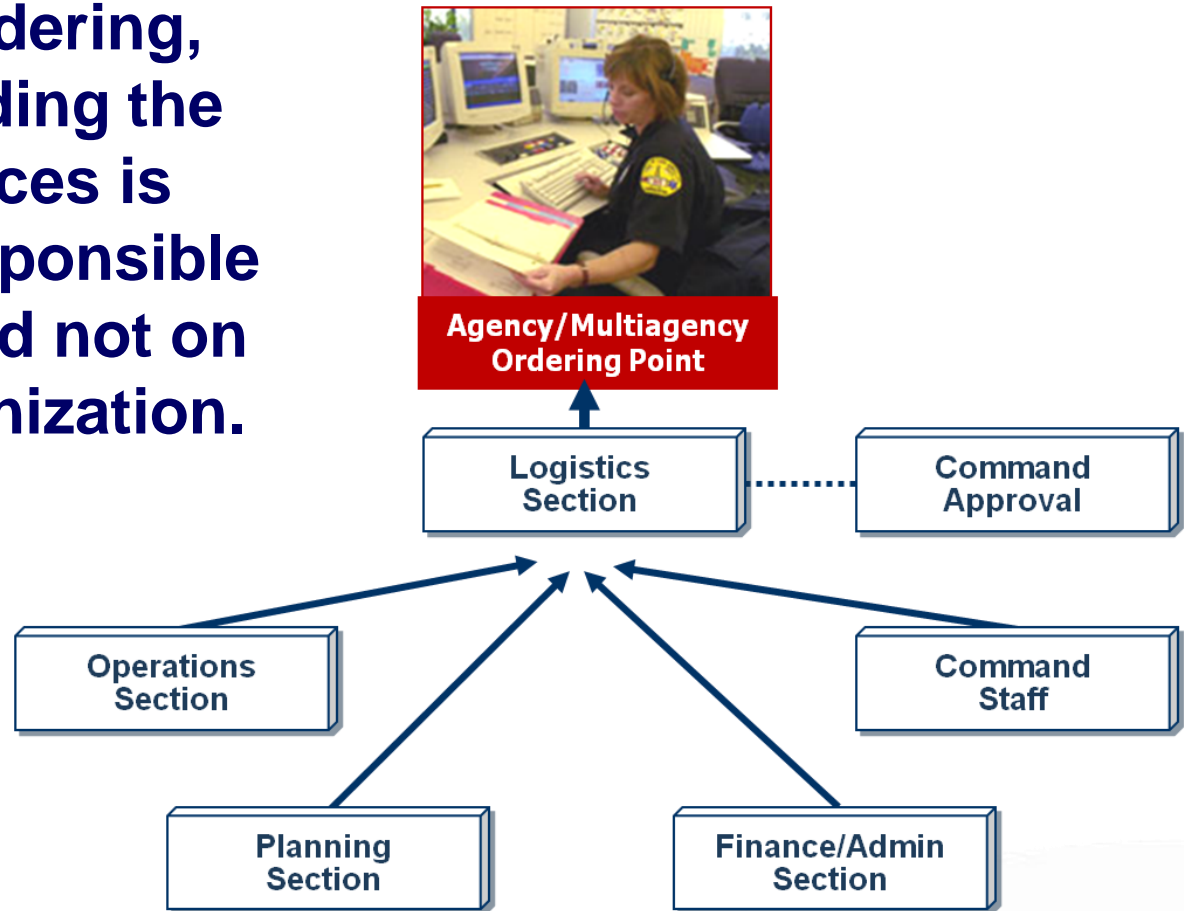 dering,
ding the
ces is
ponsible
d not on
nization.
Agency/Multiagency
Ordering Point
Logistics
Section
Command
Approval
Operations
Section
Command
Staff
Planning
Section
Finance/Admin
Section